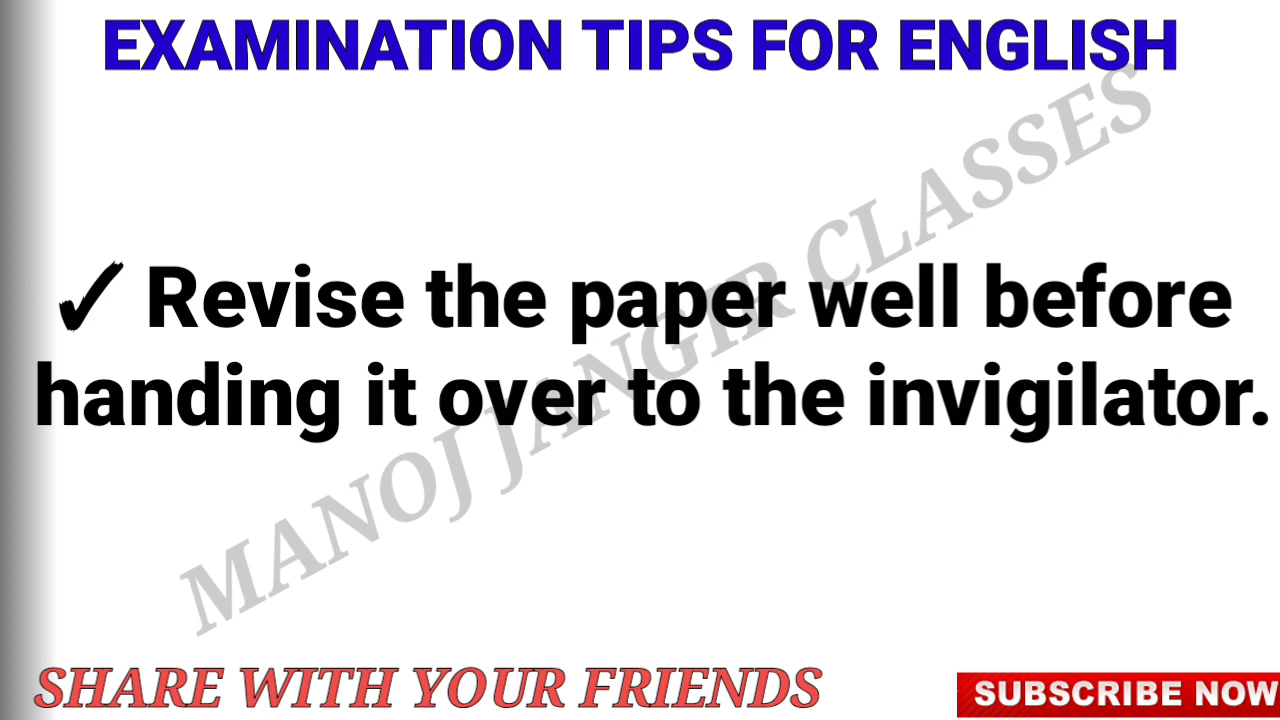 EXAMINATION TIPS FOR ENGLISH
MANOJ JANGIR CLASSES
✓ Revise the paper well before
handing it over to the invigilator.
SHARE WITH YOUR FRIENDS
SUBSCRIBE NOW